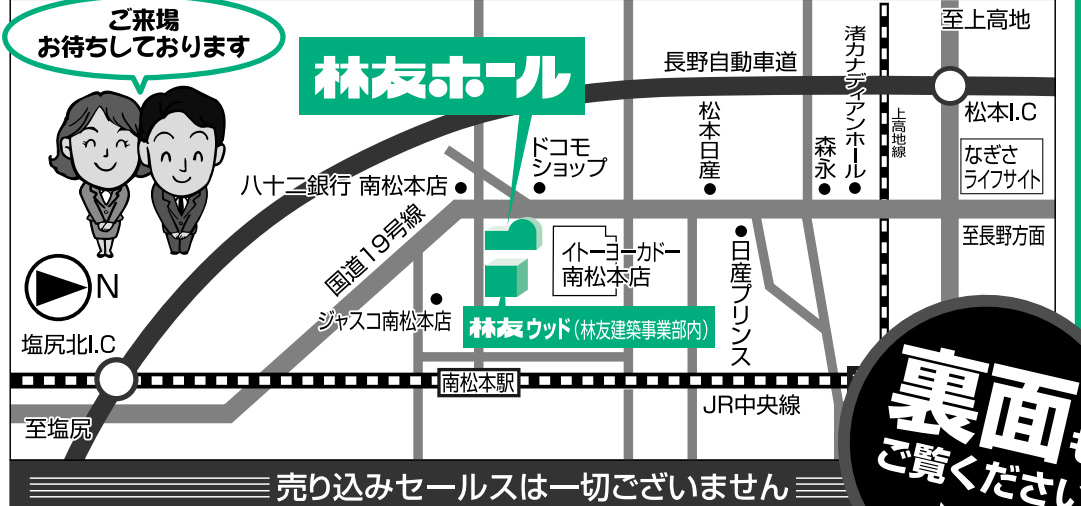 ご来場
お待ちしております
林友ホール
長野自動車道
至上高地
渚カナディアンホール
上高地線
松本I.C
なぎさ
ライフサイト
松本日産
森永
ドコモ
ショップ
八十二銀行 南松本店
国道19号線
至長野方面
イトーヨーカドー
南松本店
日産プリンス
N
塩尻北I.C
ジャスコ南松本店
林友ウッド(林友建築事業部内)
南松本駅
JR中央線
至塩尻
裏面も
ご覧ください
売り込みセールスは一切ございません